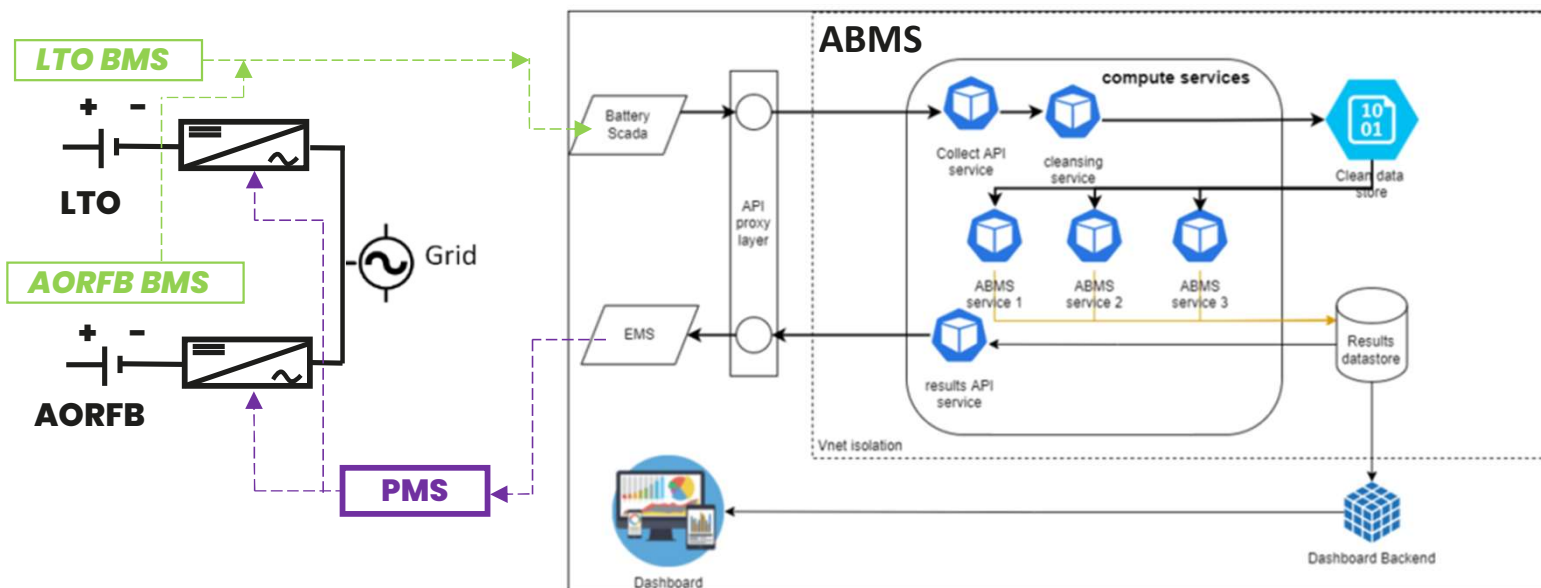 LTO BMS
+ -
LTO
AORFB BMS
+ -
AORFB
Grid
PMS
ABMS
Battery
Scada
API
proxy
layer
EMS
compute services
Collect API
service
cleansing
service
10
01
Clean data
store
ABMS
service 1
ABMS
service 2
ABMS
service 3
results API
service
Results
datastore
Vnet isolation
Dashboard
Dashboard Backend